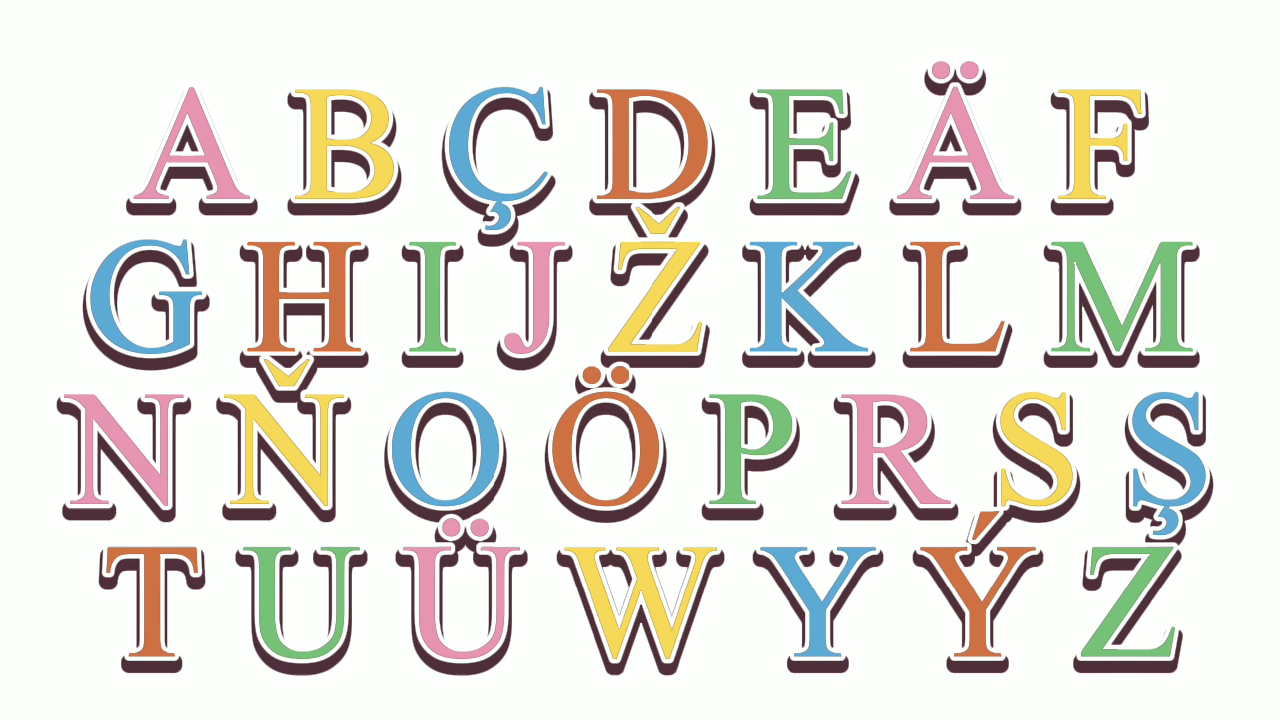 A B Ç D E Ä F
G H I J Ž K L M
N Ň O Ö P R S Ş
T U Ü W Y Ý Z